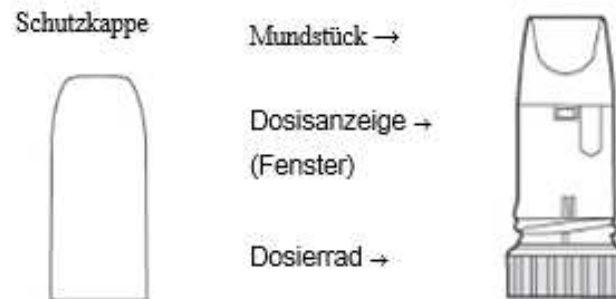 Schutzkappe
Mundstück →
Dosisanzeige →
(Fenster)
Dosierrad →